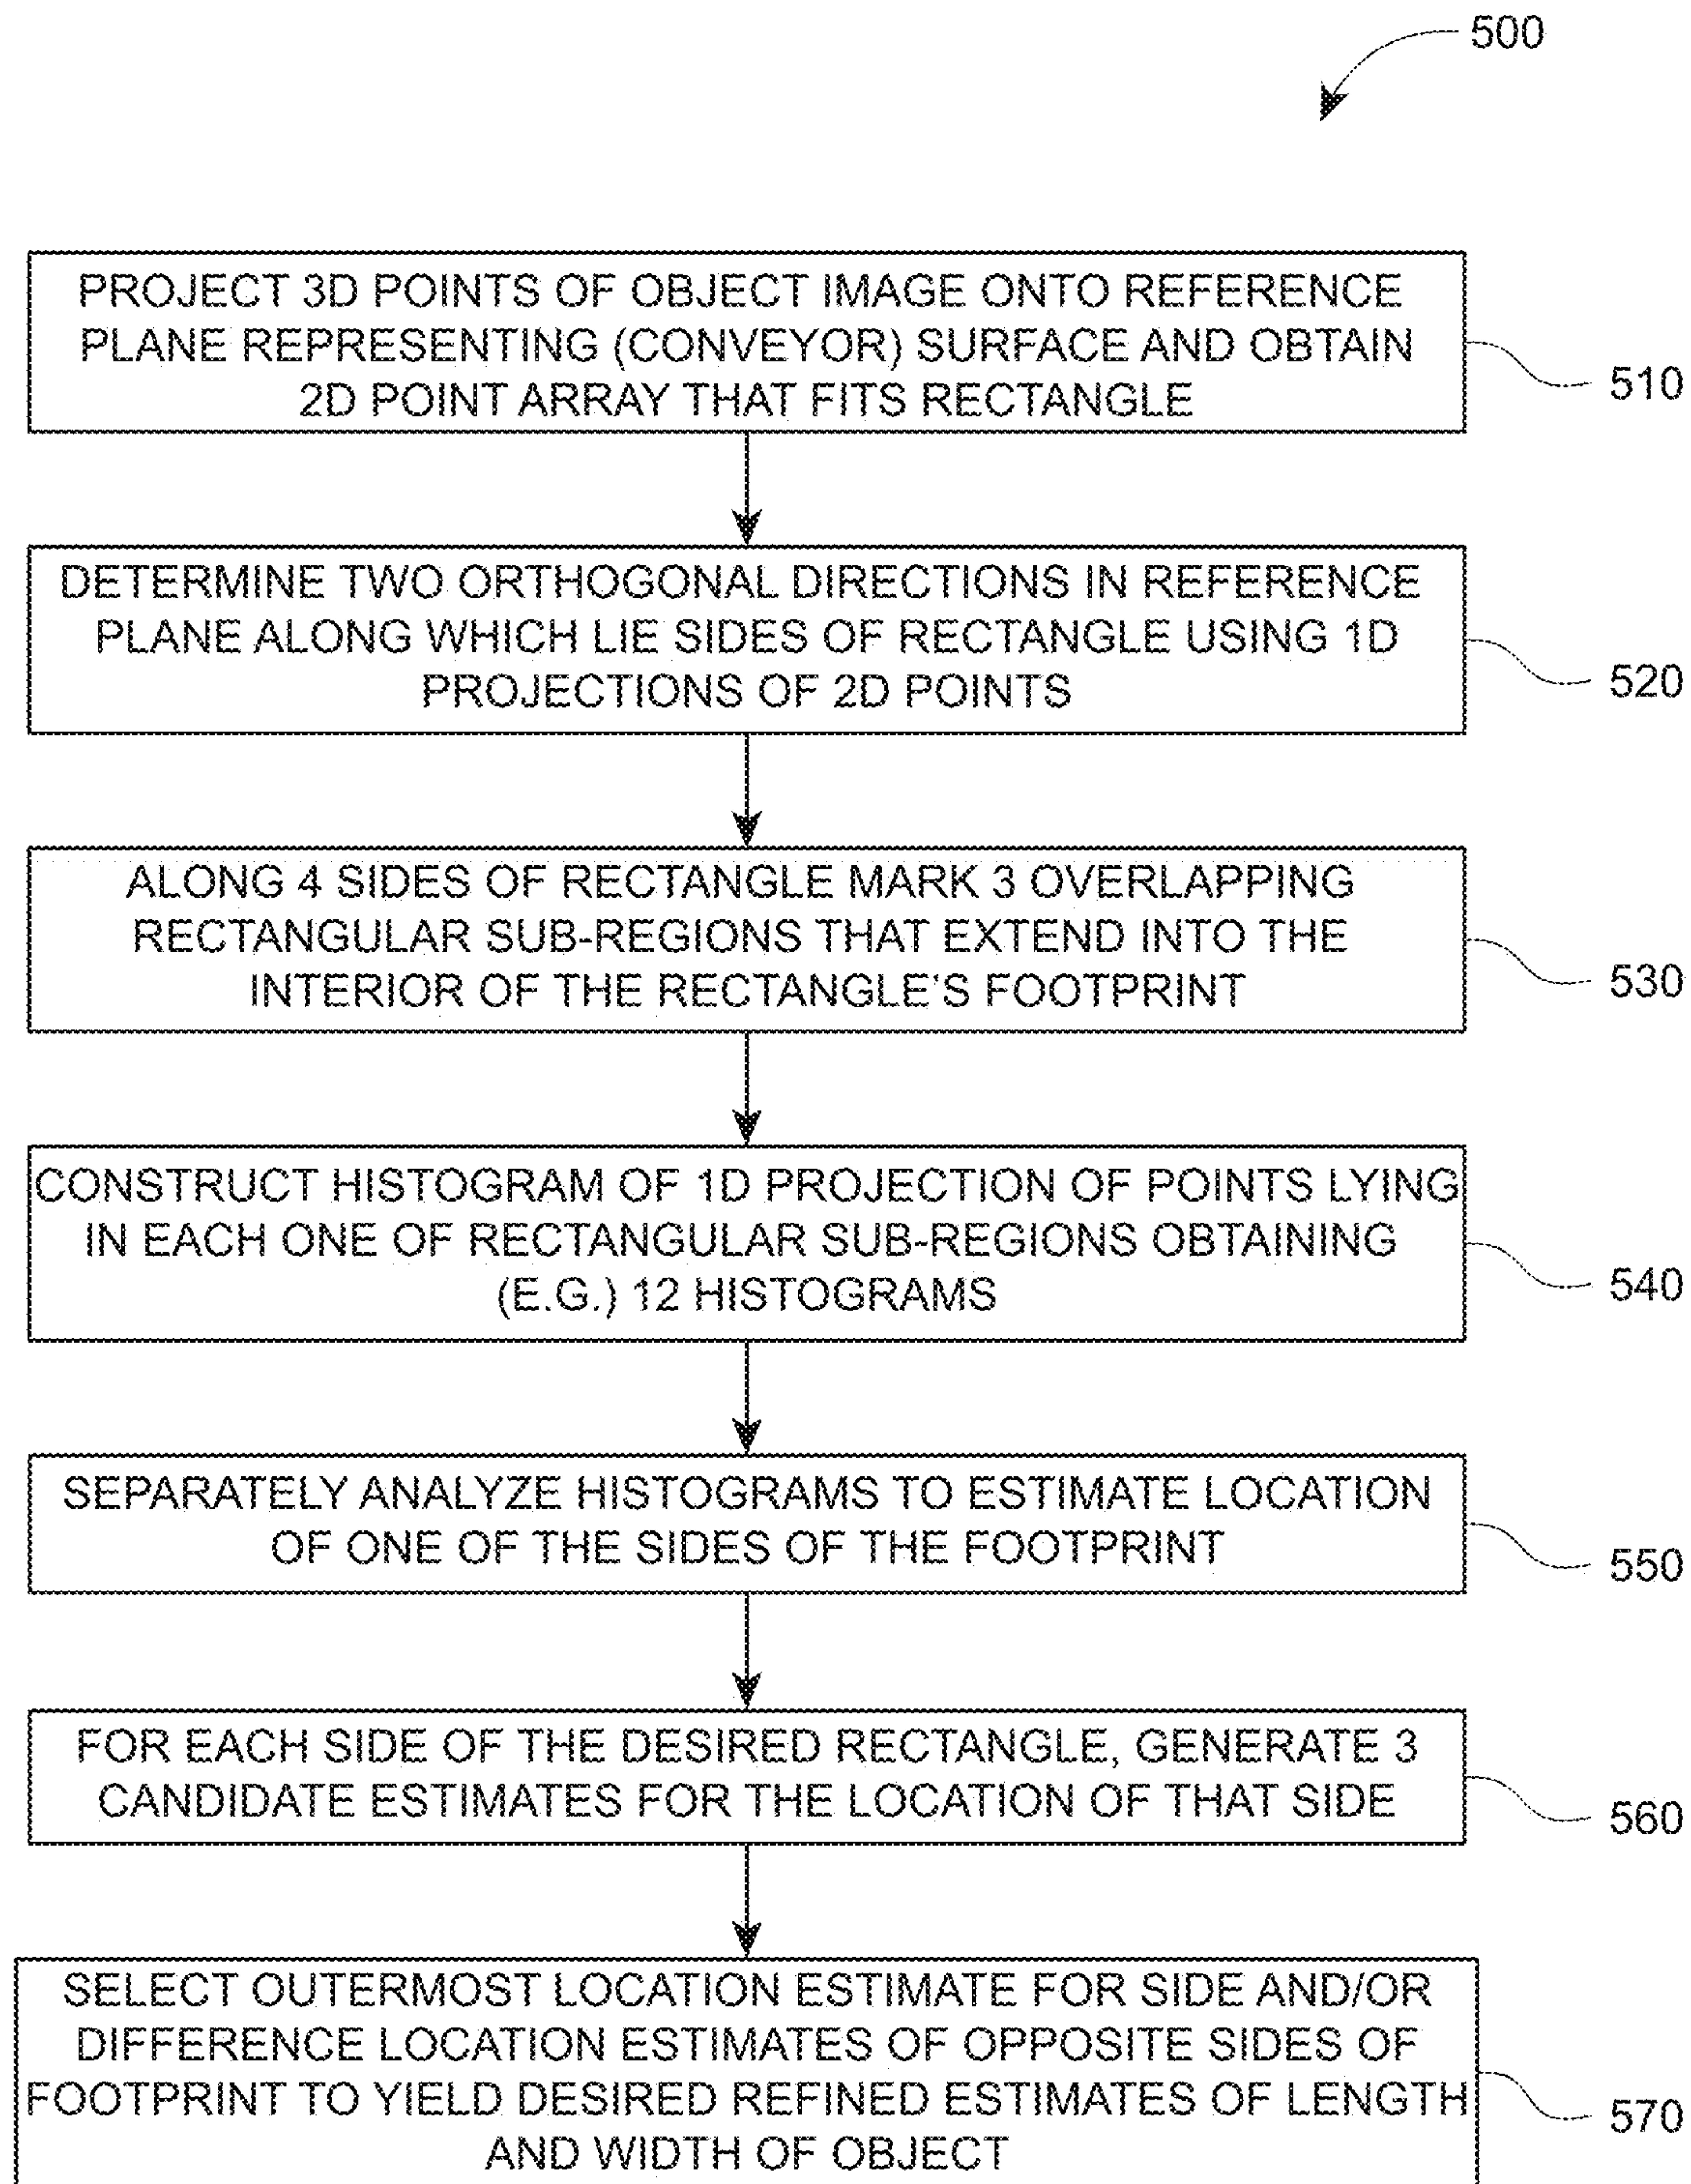 500
PROJECT 3D POINTS OF OBJECT IMAGE ONTO REFERENCE
PLANE REPRESENTING (CONVEYOR) SURFACE AND OBTAIN
2D POINT ARRAY THAT FITS RECTANGLE
510
DETERMINE TWO ORTHOGONAL DIRECTIONS IN REFERENCE
PLANE ALONG WHICH LIE SIDES OF RECTANGLE USING 1D
PROJECTIONS OF 2D POINTS
520
ALONG 4 SIDES OF RECTANGLE MARK 3 OVERLAPPING
RECTANGULAR SUB-REGIONS THAT EXTEND INTO THE
INTERIOR OF THE RECTANGLE'S FOOTPRINT
530
CONSTRUCT HISTOGRAM OF 1D PROJECTION OF POINTS LYING
IN EACH ONE OF RECTANGULAR SUB-REGIONS OBTAINING
(E.G.) 12 HISTOGRAMS
540
SEPARATELY ANALYZE HISTOGRAMS TO ESTIMATE LOCATION
OF ONE OF THE SIDES OF THE FOOTPRINT
550
FOR EACH SIDE OF THE DESIRED RECTANGLE, GENERATE 3
CANDIDATE ESTIMATES FOR THE LOCATION OF THAT SIDE
560
SELECT OUTERMOST LOCATION ESTIMATE FOR SIDE AND/OR
DIFFERENCE LOCATION ESTIMATES OF OPPOSITE SIDES OF
FOOTPRINT TO YIELD DESIRED REFINED ESTIMATES OF LENGTH
AND WIDTH OF OBJECT
570